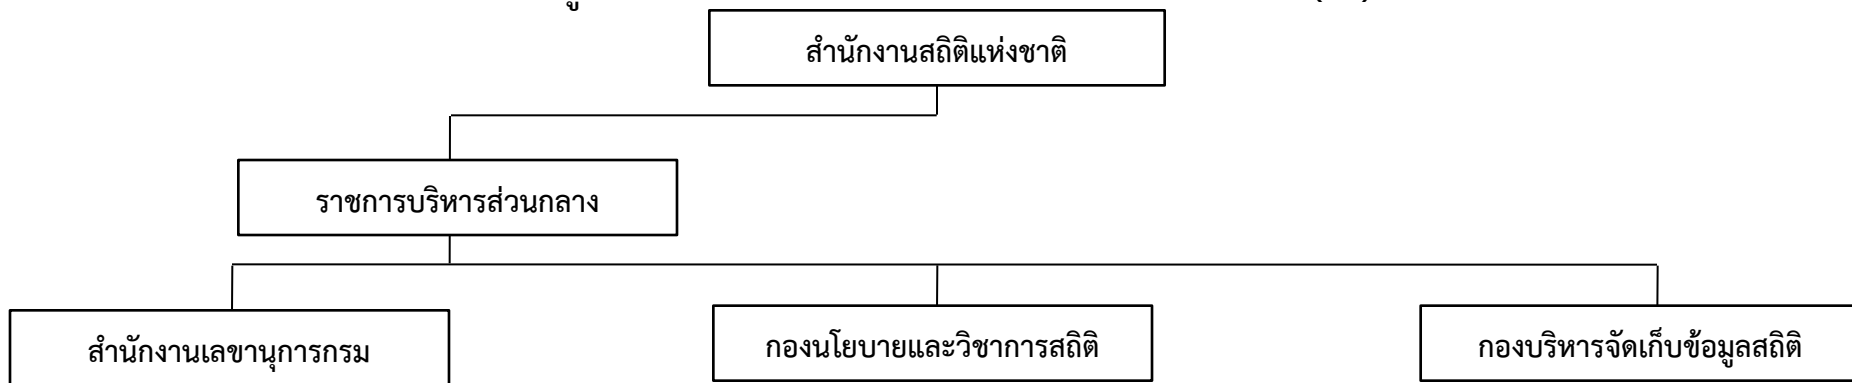 สำนักงานสถิติแห่งชาติ
ราชการบริหารส่วนกลาง
สำนักงานเลขานุการกรม
กองนโยบายและวิชาการสถิติ
กองบริหารจัดเก็บข้อมูลสถิติ